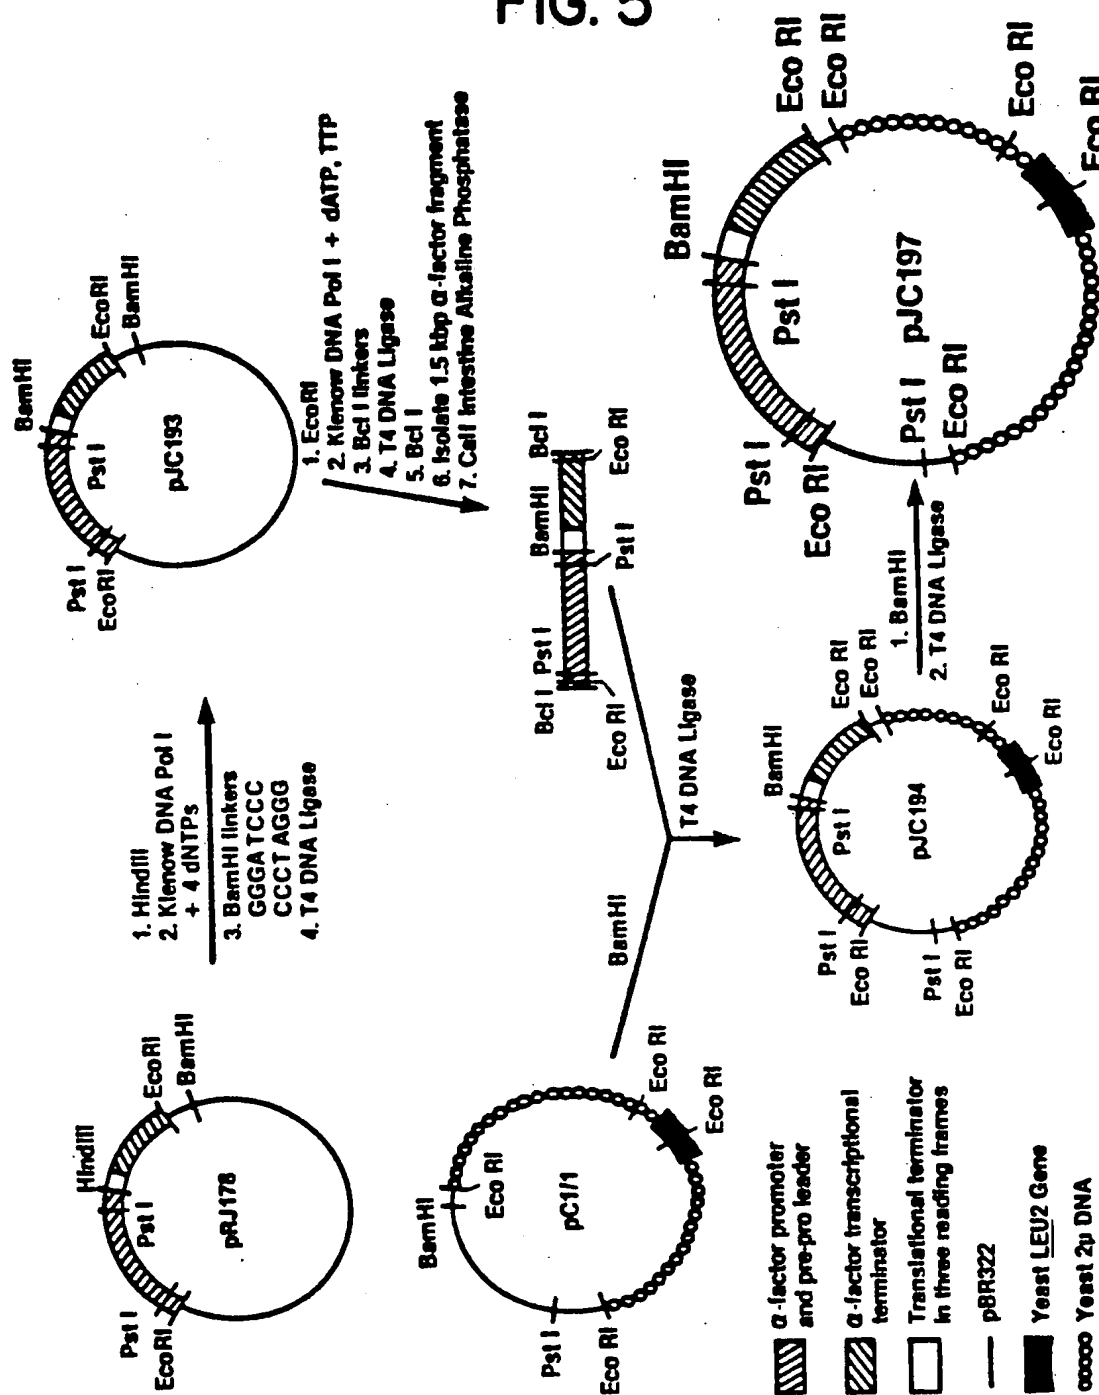 FIG. 5
HindIII
Pst I
EcoRI
Pst I
EcoRI
BamHI
pRJ178
1. HindIII
2. Klenow DNA Pol I
+ 4 dNTPs
3. BamHI linkers
GGGATCCC
CCCTAGGG
4. T4 DNA Ligase
BamHI
Pst I
EcoRI
Pst I
EcoRI
BamHI
pJC193
1. EcoRI
2. Klenow DNA Pol I + dATP, TTP
3. Bcl I linkers
4. T4 DNA Ligase
5. Bcl I
6. Isolate 1.5 kbp α-factor fragment
7. Calf Intestine Alkaline Phosphatase
BamHI
Eco RI
Pst I
Eco RI
pC1/1
Eco RI
Eco RI
BamHI
Bcl I
Pst I
BamHI
Bcl I
Eco RI
Pst I
Eco RI
T4 DNA Ligase
BamHI
Pst I
Eco RI
Pst I
Eco RI
Eco RI
Pst I
Eco RI
pJC194
Eco RI
Eco RI
1. BamHI
2. T4 DNA Ligase
BamHI
Pst I
Eco RI
Pst I
Eco RI
Eco RI
Pst I
Eco RI
pJC197
Eco RI
Eco RI
α-factor promoter
and pre-pro leader
α-factor transcriptional
terminator
Translational terminator
in three reading frames
pBR322
Yeast LEU2 Gene
Yeast 2μ DNA